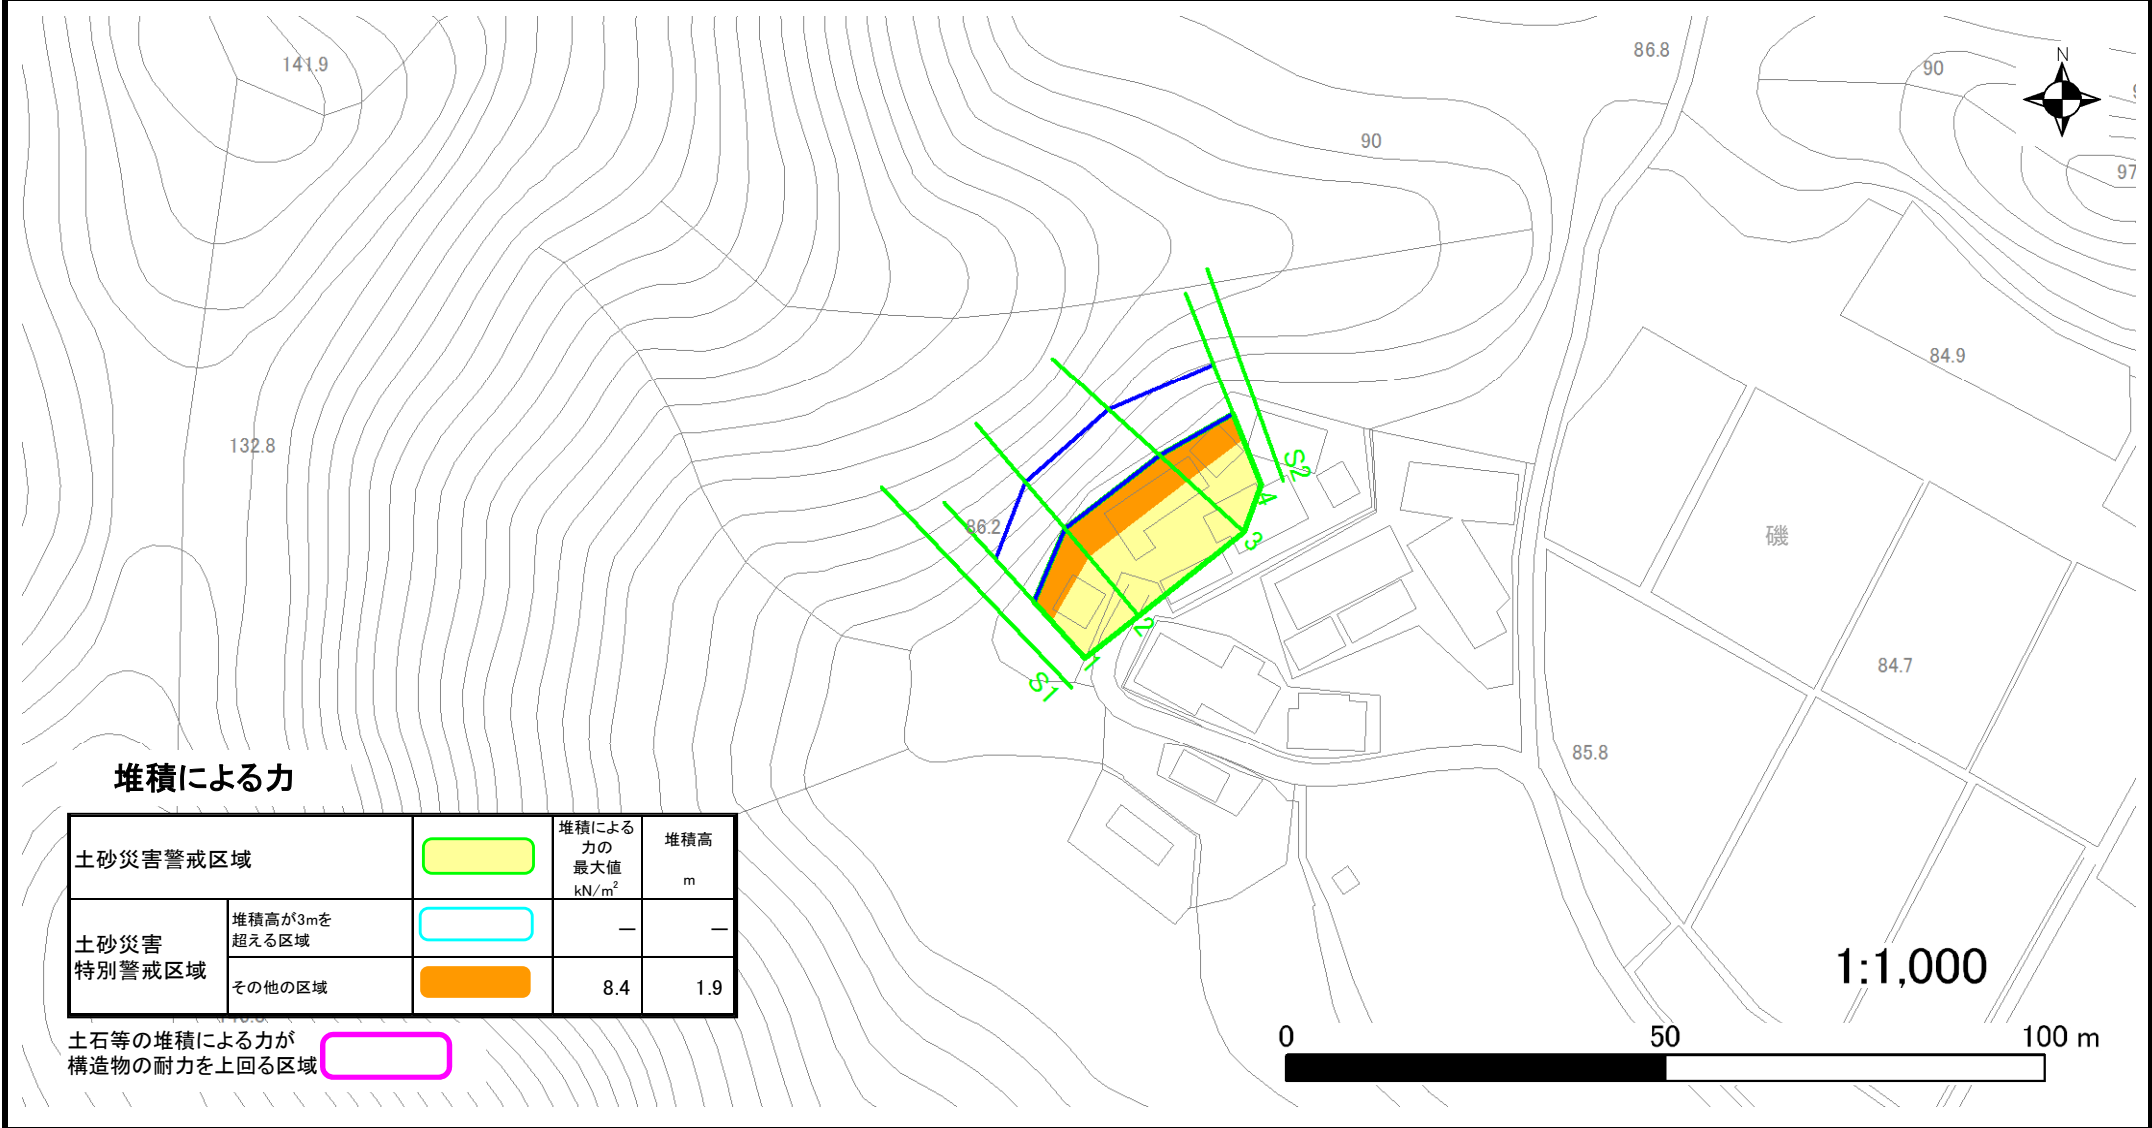 141.9
86.8
90
N
90
97
84.9
132.8
S2
4
86.2
3
磯
2
1
S1
84.7
85.8
堆積による力
土砂災害警戒区域
堆積による
力の
最大値
kN/m²
堆積高
m
土砂災害
特別警戒区域
堆積高が3mを
超える区域
―
―
その他の区域
8.4
1.9
土石等の堆積による力が
構造物の耐力を上回る区域
1:1,000
0
50
100 m